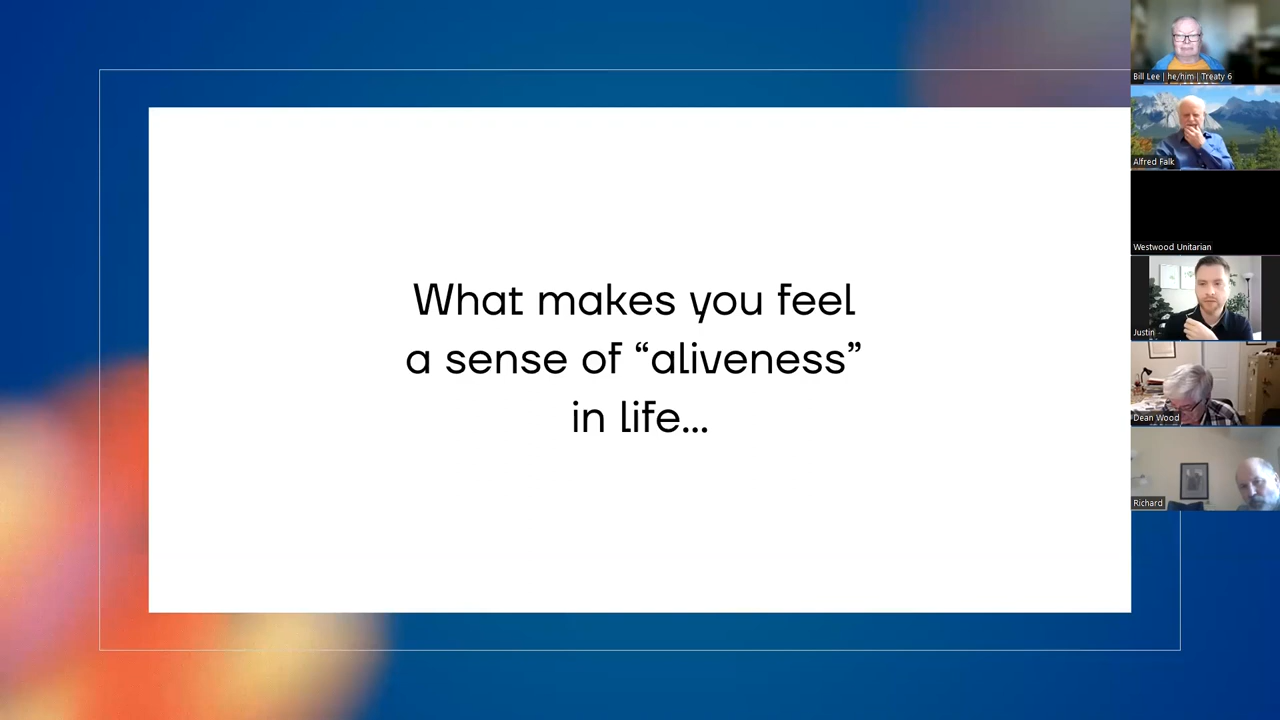 What makes you feel
a sense of “aliveness”
in life...
Bill Lee | he/him | Treaty 6
Alfred Falk
Westwood Unitarian
Justin
Dean Wood
Richard